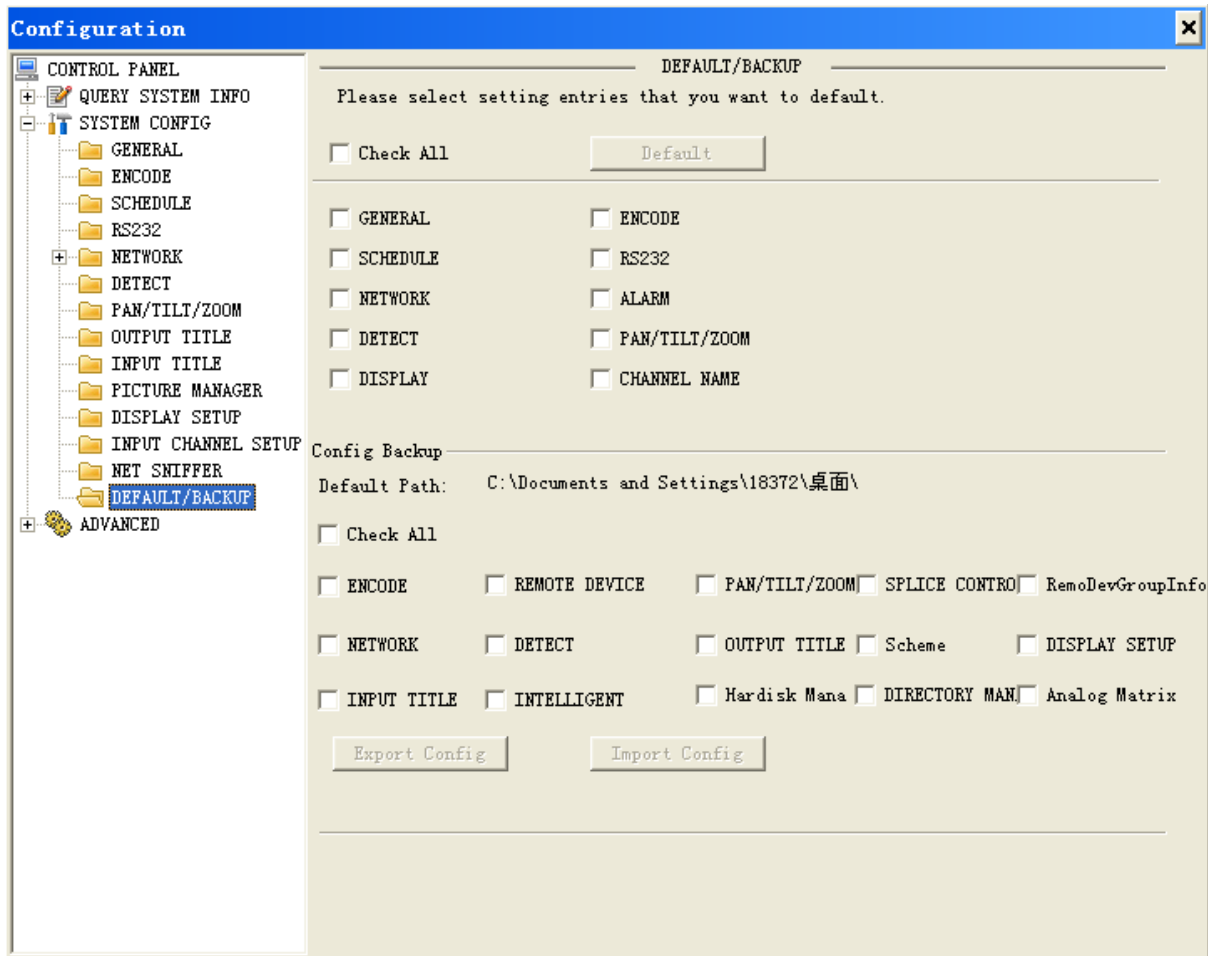 Configuration
CONTROL PANEL
QUERY SYSTEM INFO
SYSTEM CONFIG
GENERAL
ENCODE
SCHEDULE
RS232
NETWORK
DETECT
PAN/TILT/ZOOM
OUTPUT TITLE
INPUT TITLE
PICTURE MANAGER
DISPLAY SETUP
INPUT CHANNEL SETUP
NET SNIFFER
DEFAULT/BACKUP
ADVANCED
DEFAULT/BACKUP
Please select setting entries that you want to default.
Check All Default
GENERAL ENCODE
SCHEDULE RS232
NETWORK ALARM
DETECT PAN/TILT/ZOOM
DISPLAY CHANNEL NAME
Config Backup
Default Path: C:\Documents and Settings\18372\桌面\
Check All
ENCODE REMOTE DEVICE PAN/TILT/ZOOM SPLICE CONTRO RemoDevGroupInfo
NETWORK DETECT OUTPUT TITLE Scheme DISPLAY SETUP
INPUT TITLE INTELLIGENT Hardisk Mana DIRECTORY MAN Analog Matrix
Export Config Import Config